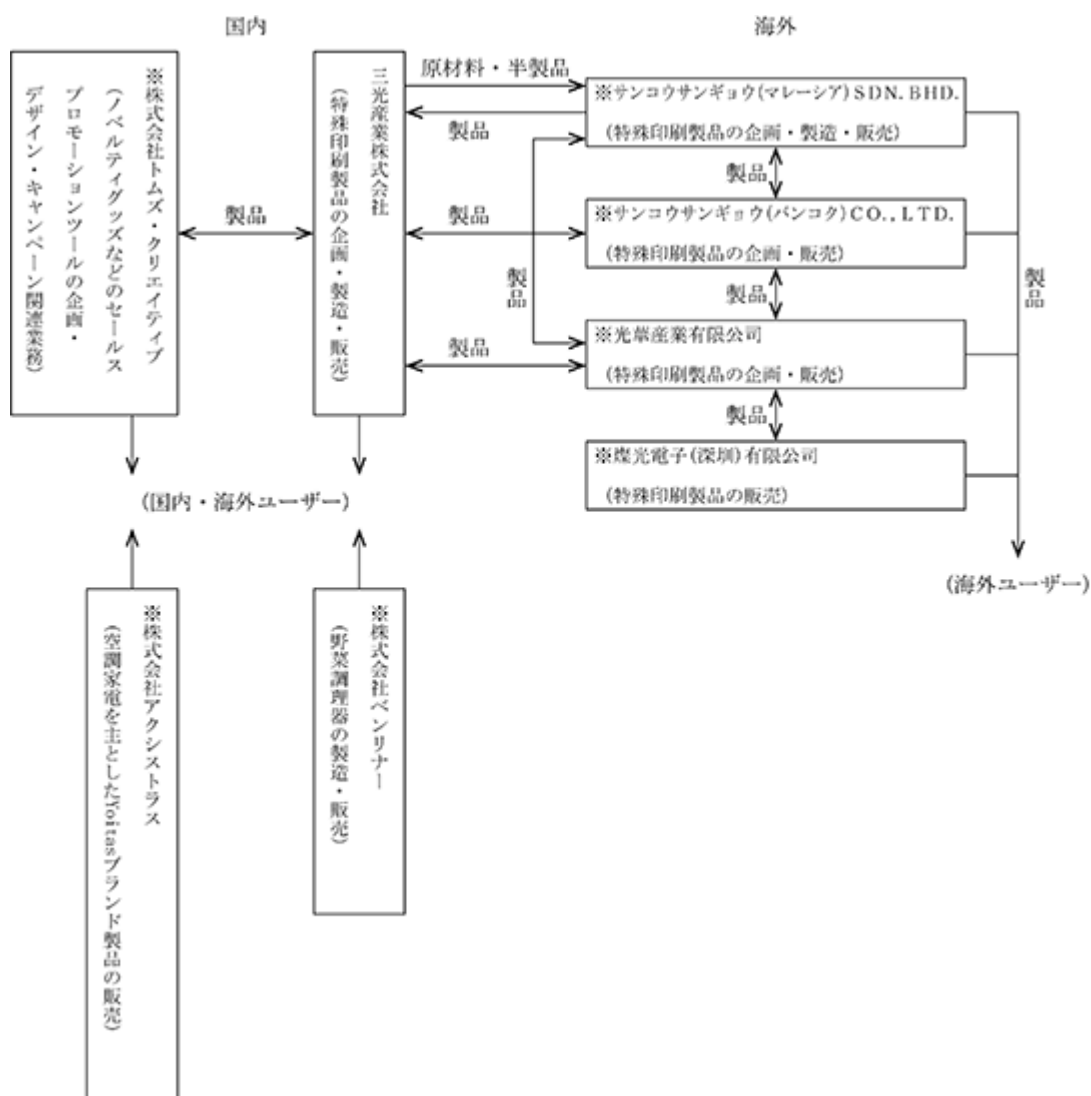 国内
海外
※株式会社トムズ・クリエイティブ
(ノベルティグッズなどのセールス
プロモーションツールの企画・
デザイン・キャンペーン関連業務)
製品
三光産業株式会社
(特殊印刷製品の企画・製造・販売)
原材料・半製品
製品
製品
製品
製品
※サンコウサンギョウ(マレーシア)SDN.BHD.
(特殊印刷製品の企画・製造・販売)
製品
※サンコウサンギョウ(バンコク)CO.,LTD.
(特殊印刷製品の企画・販売)
製品
※光華産業有限公司
(特殊印刷製品の企画・販売)
製品
※燦光電子(深圳)有限公司
(特殊印刷製品の販売)
製品
(国内・海外ユーザー)
(海外ユーザー)
※株式会社アクシストラス
(空調家電を主としたYoitasブランド製品の販売)
※株式会社ベンリナー
(野菜調理器の製造・販売)